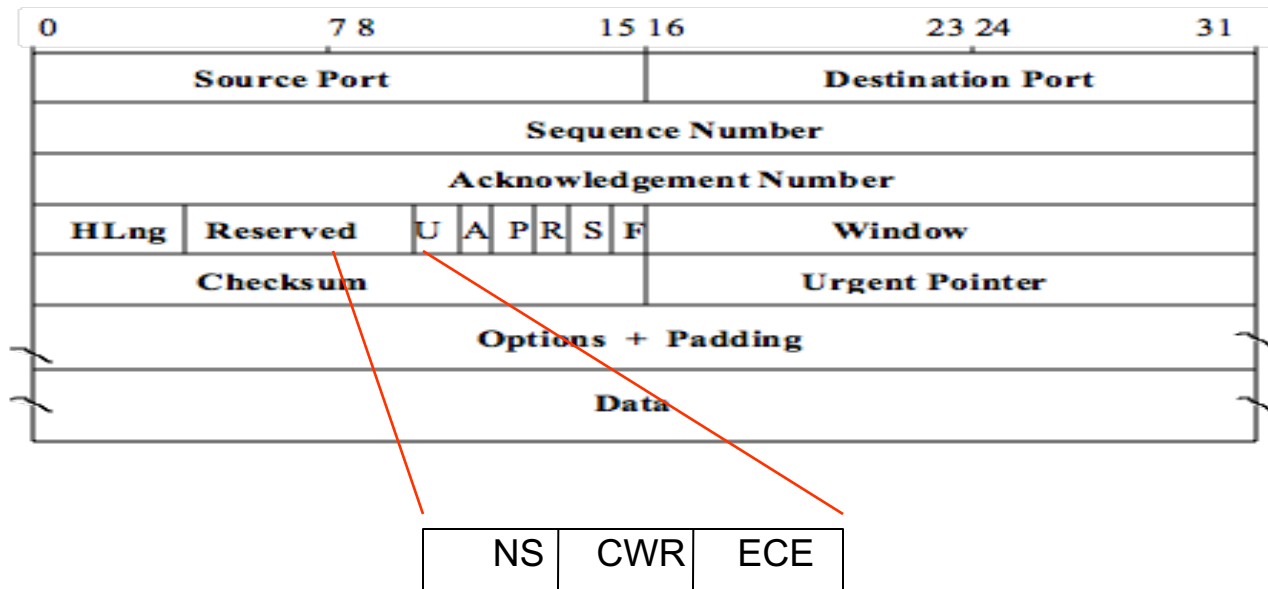 0 7 8 15 16 23 24 31
Source Port Destination Port
Sequence Number
Acknowledgement Number
HLng Reserved U A P R S F Window
Checksum Urgent Pointer
Options + Padding
Data
NS CWR ECE